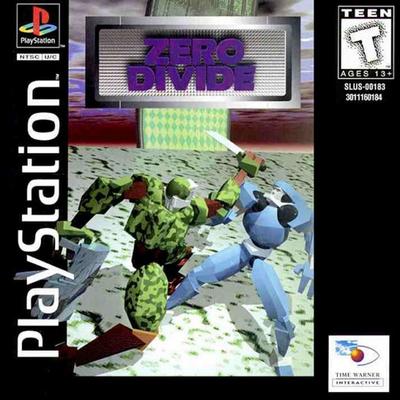 PlayStation
NTSC U/C
PlayStation
ZERO
DIVIDE
TEEN
T
AGES 13+
SLUS-00183
3011160184
TIME WARNER
INTERACTIVE